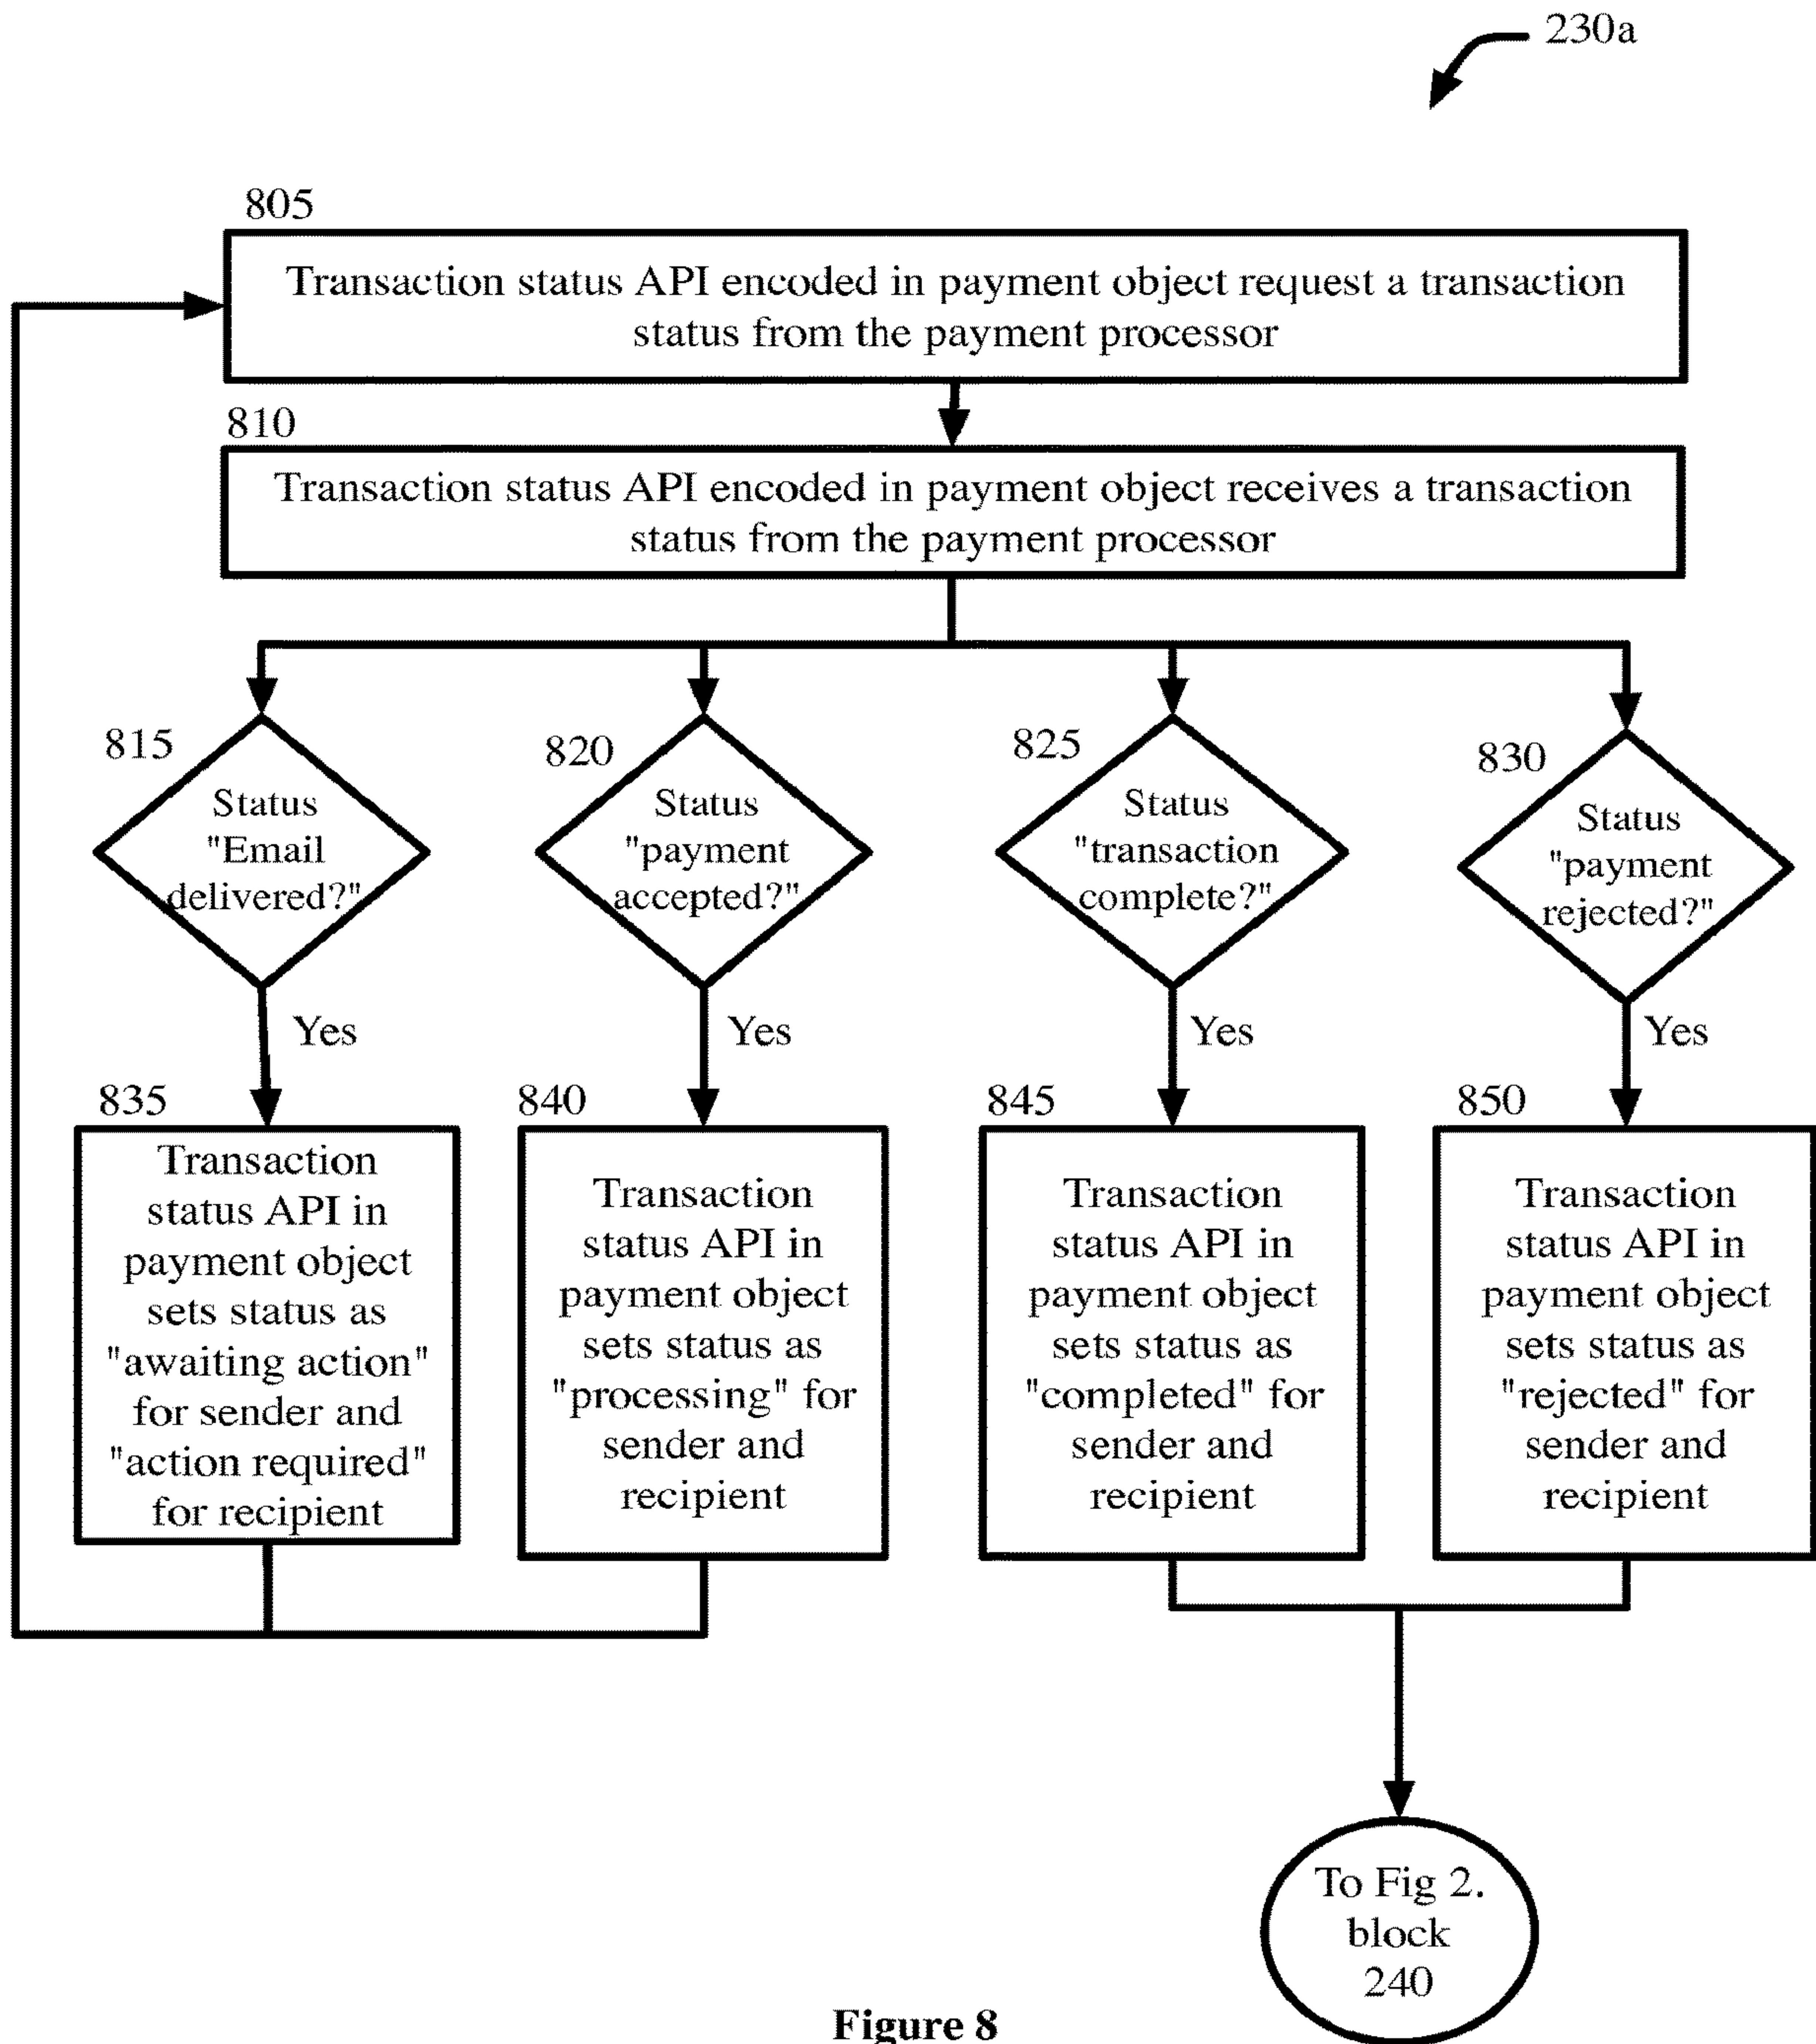 230a
805
Transaction status API encoded in payment object request a transaction
status from the payment processor
810
Transaction status API encoded in payment object receives a transaction
status from the payment processor
815
Status
"Email
delivered?"
820
Status
"payment
accepted?"
825
Status
"transaction
complete?"
830
Status
"payment
rejected?"
Yes
Yes
Yes
Yes
835
Transaction
status API in
payment object
sets status as
"awaiting action"
for sender and
"action required"
for recipient
840
Transaction
status API in
payment object
sets status as
"processing" for
sender and
recipient
845
Transaction
status API in
payment object
sets status as
"completed" for
sender and
recipient
850
Transaction
status API in
payment object
sets status as
"rejected" for
sender and
recipient
To Fig 2.
block
240
Figure 8